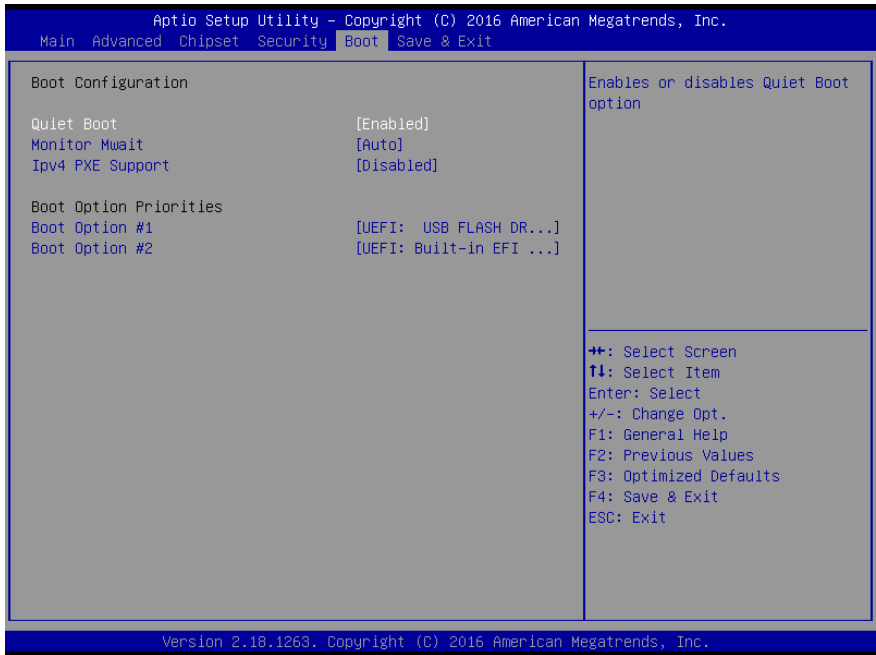 Aptio Setup Utility – Copyright (C) 2016 American Megatrends, Inc.
Main Advanced Chipset Security Boot Save & Exit
Boot Configuration
Quiet Boot [Enabled]
Monitor Mwait [Auto]
Ipv4 PXE Support [Disabled]
Boot Option Priorities
Boot Option #1 [UEFI: USB FLASH DR...]
Boot Option #2 [UEFI: Built-in EFI ...]
Enables or disables Quiet Boot
option
→←: Select Screen
↑↓: Select Item
Enter: Select
+/-: Change Opt.
F1: General Help
F2: Previous Values
F3: Optimized Defaults
F4: Save & Exit
ESC: Exit
Version 2.18.1263. Copyright (C) 2016 American Megatrends, Inc.